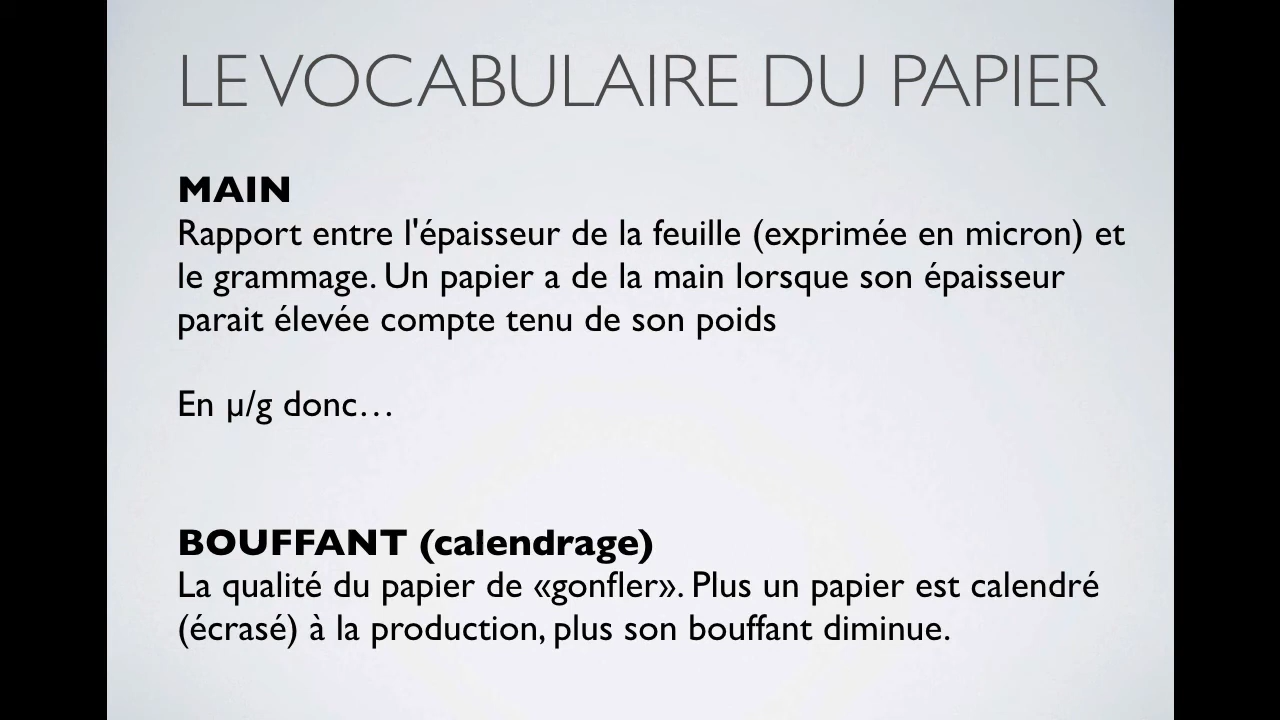 LE VOCABULAIRE DU PAPIER
MAIN
Rapport entre l'épaisseur de la feuille (exprimée en micron) et
le grammage. Un papier a de la main lorsque son épaisseur
parait élevée compte tenu de son poids
En µ/g donc…
BOUFFANT (calendrage)
La qualité du papier de «gonfler». Plus un papier est calendré
(écrasé) à la production, plus son bouffant diminue.